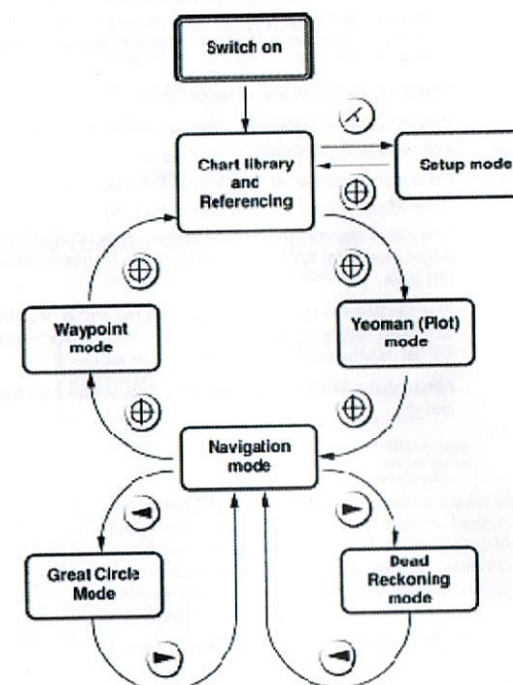 Switch on
Chart library
and
Referencing
Setup mode
Waypoint
mode
Yeoman (Plot)
mode
Navigation
mode
Great Circle
Mode
Dead
Reckoning
mode